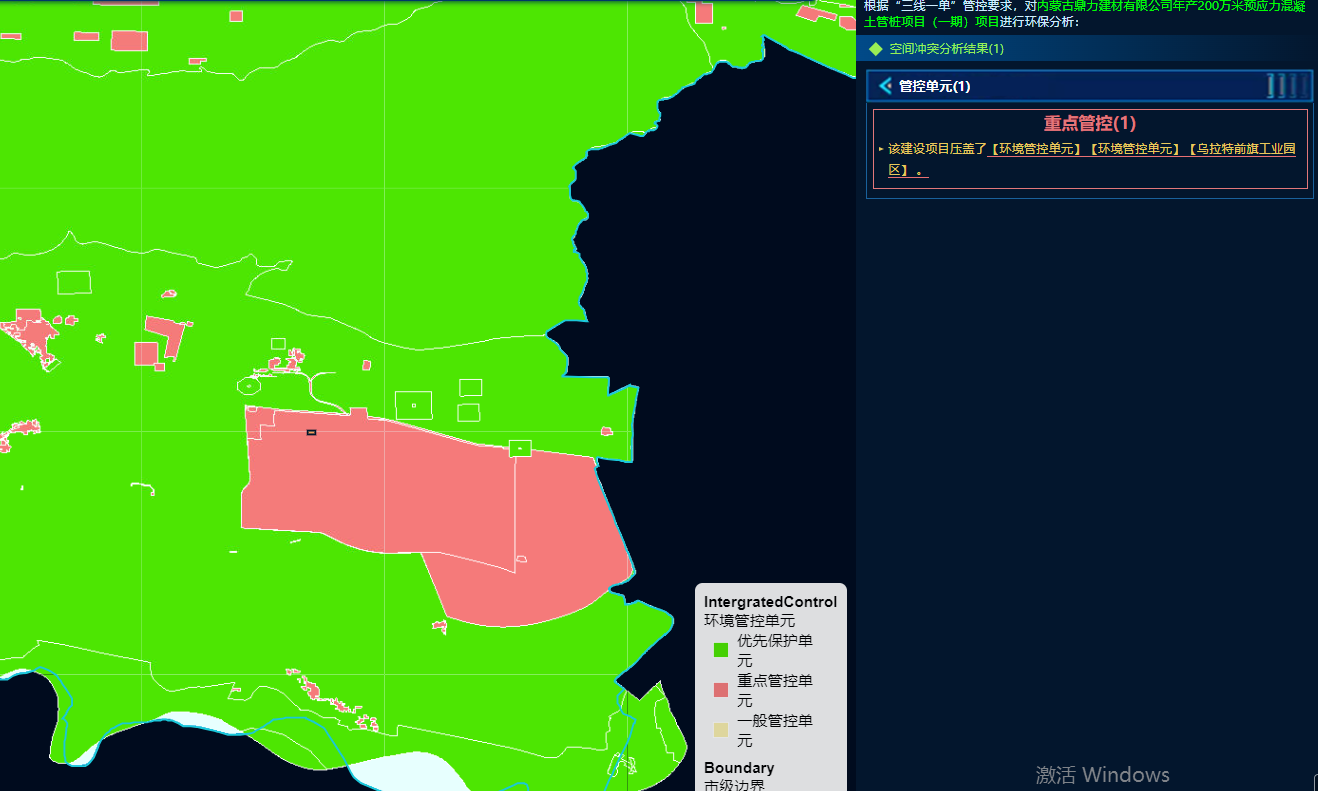 根据“三线一单”管控要求，对内蒙古鼎力建材有限公司年产200万米预应力混凝
土管桩项目（一期）项目进行环保分析：
空间冲突分析结果(1)
管控单元(1)
重点管控(1)
该建设项目压盖了【环境管控单元】【环境管控单元】【乌拉特前旗工业园
区】 。
IntergratedControl
环境管控单元
优先保护单
元
重点管控单
元
一般管控单
元
Boundary
市级边界
激活 Windows